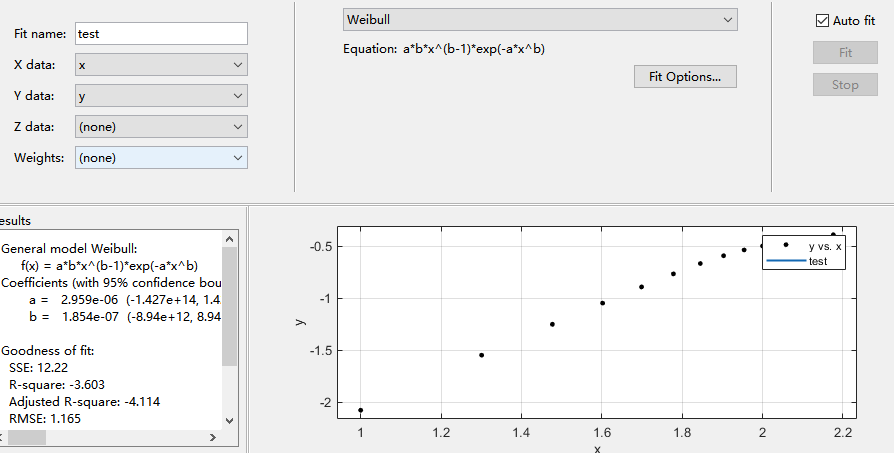 Fit name: test
X data: x
Y data: y
Z data: (none)
Weights: (none)
Weibull
Equation: a*b*x^(b-1)*exp(-a*x^b)
Fit Options...
Auto fit
Fit
Stop
esults
General model Weibull:
f(x) = a*b*x^(b-1)*exp(-a*x^b)
Coefficients (with 95% confidence bou
a = 2.959e-06 (-1.427e+14, 1.4
b = 1.854e-07 (-8.94e+12, 8.94
Goodness of fit:
SSE: 12.22
R-square: -3.603
Adjusted R-square: -4.114
RMSE: 1.165
y vs. x
test
-0.5
-1
-1.5
-2
y
1 1.2 1.4 1.6 1.8 2 2.2
x